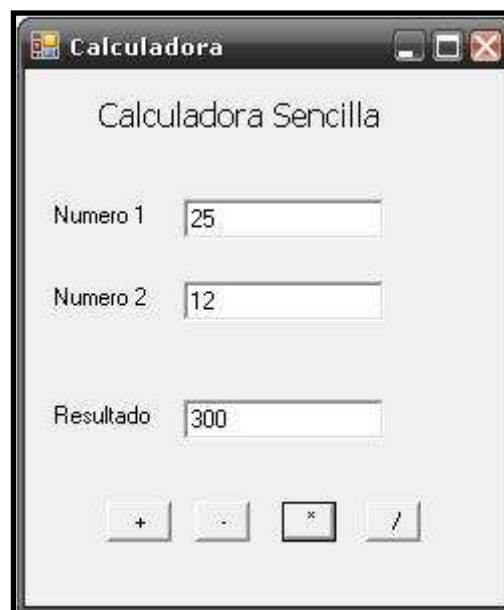 Calculadora
Calculadora Sencilla
Numero 1 25
Numero 2 12
Resultado 300
+ - * /